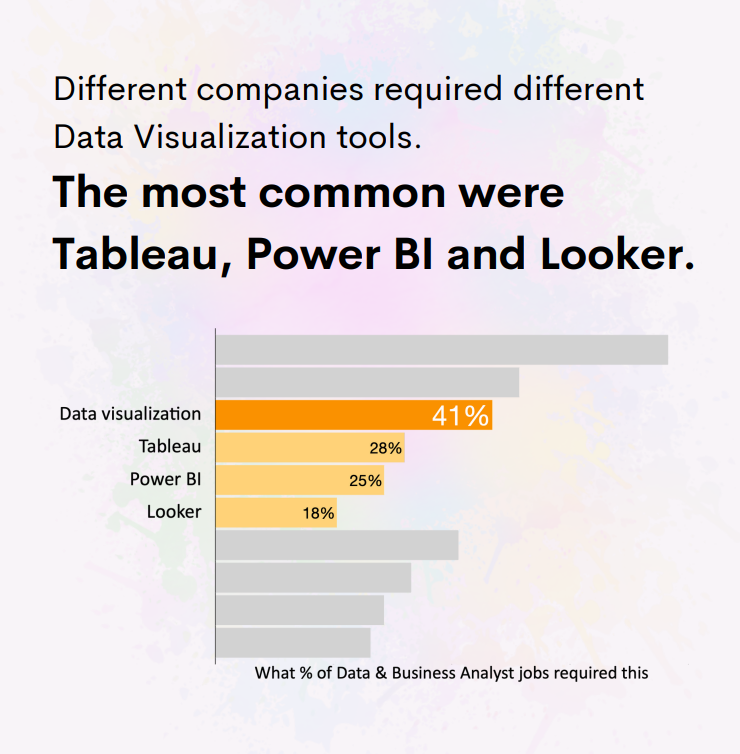 Different companies required different
Data Visualization tools.
The most common were
Tableau, Power BI and Looker.
Data visualization 41%
Tableau 28%
Power BI 25%
Looker 18%
What % of Data & Business Analyst jobs required this